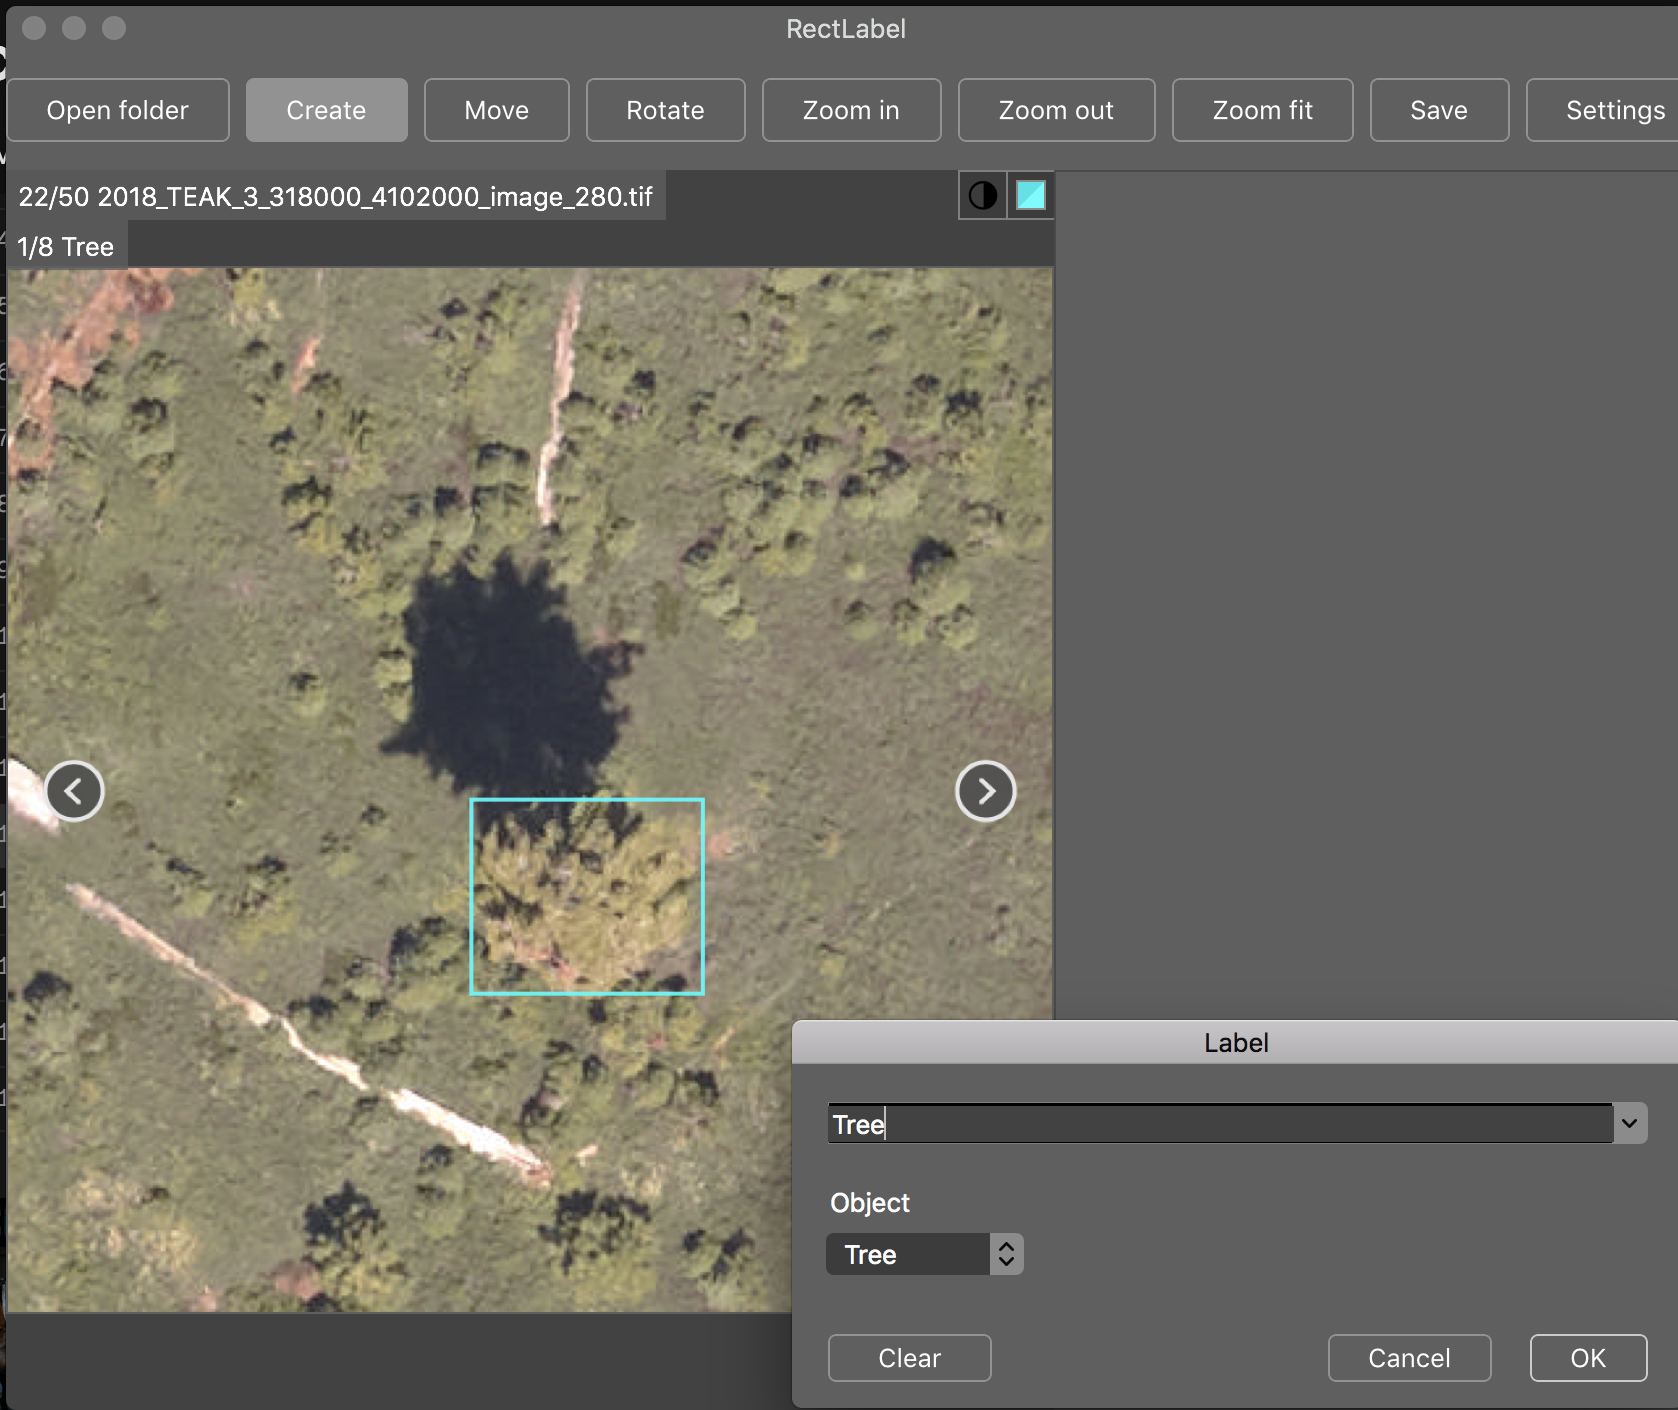 RectLabel
Open folder
Create
Move
Rotate
Zoom in
Zoom out
Zoom fit
Save
Settings
22/50 2018_TEAK_3_318000_4102000_image_280.tif
1/8 Tree
Label
Tree
Object
Tree
Clear
Cancel
OK